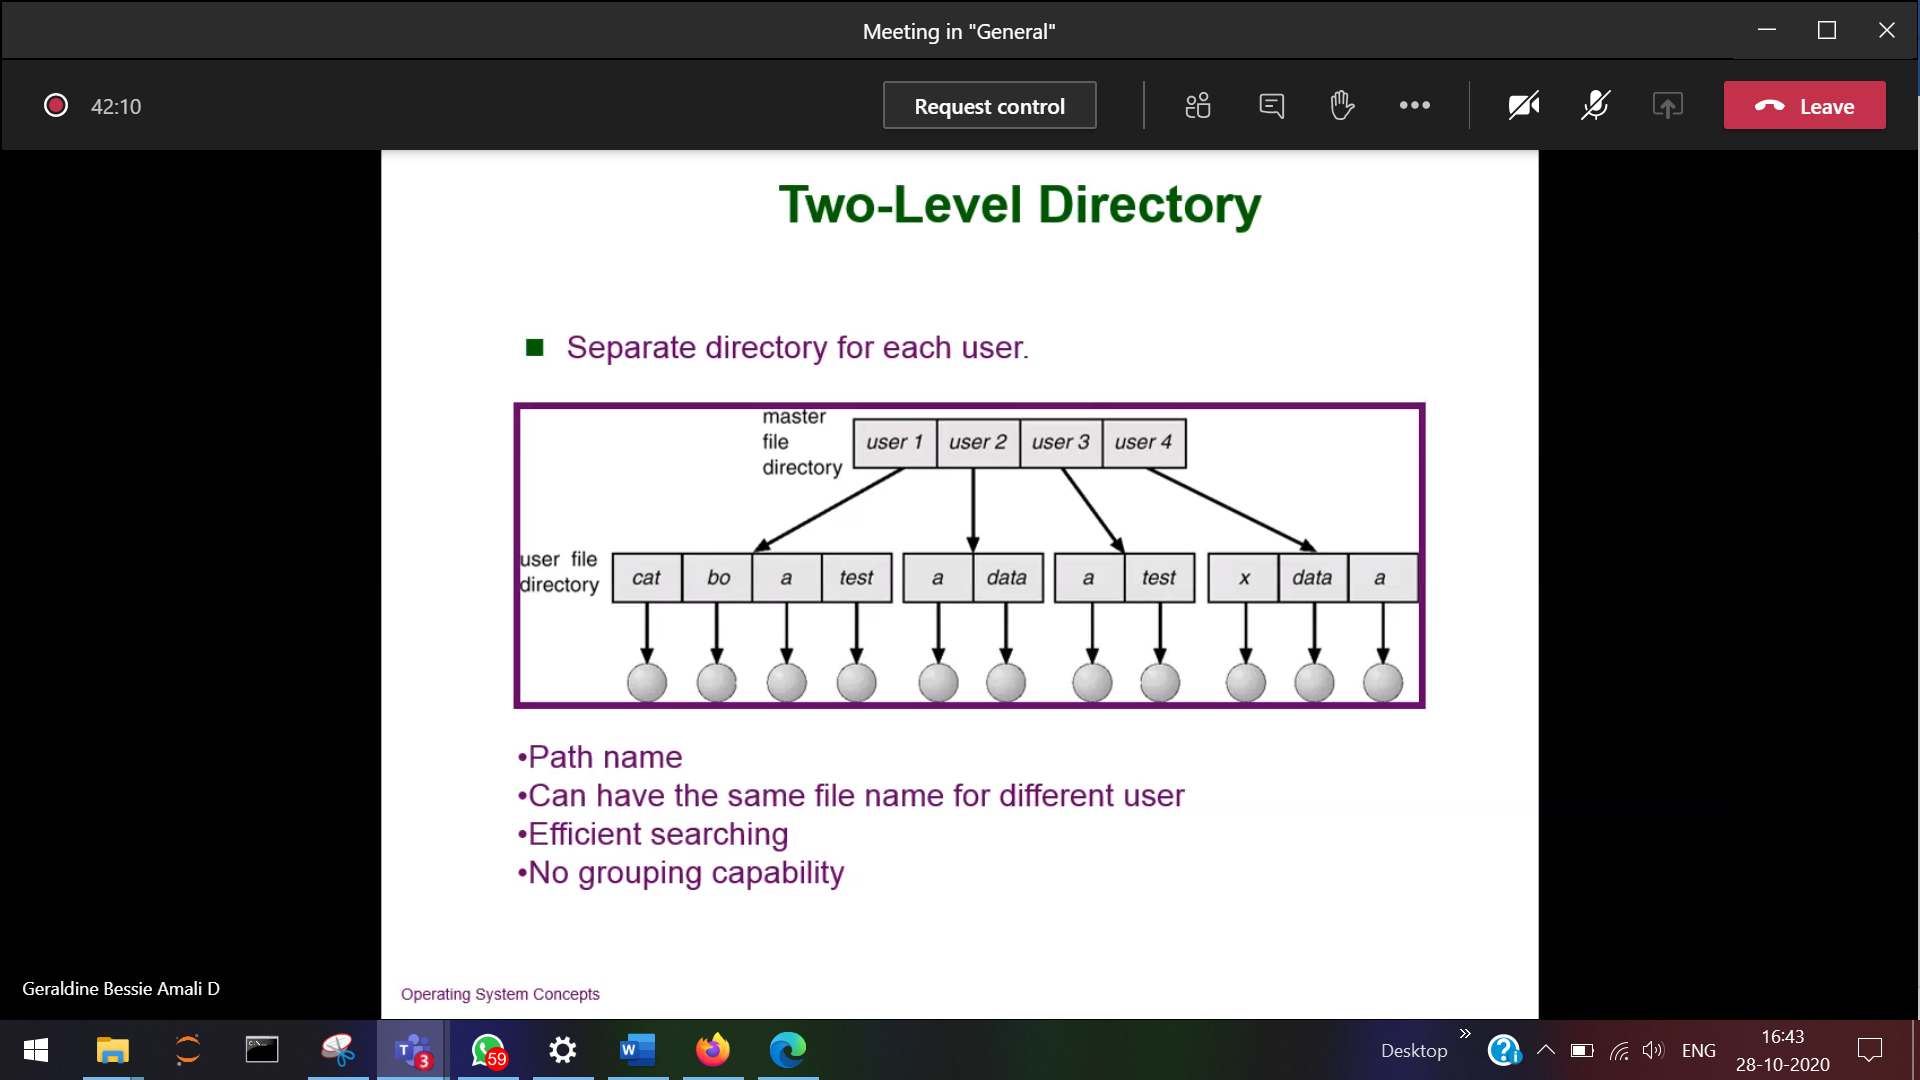 Meeting in "General"
42:10
Request control
Leave
Two-Level Directory
Separate directory for each user.
master
file
directory
user 1 user 2 user 3 user 4
user file
directory
cat bo a test a data a test x data a
•Path name
•Can have the same file name for different user
•Efficient searching
•No grouping capability
Geraldine Bessie Amali D
Operating System Concepts
T 3
59
W
Desktop
ENG
16:43
28-10-2020